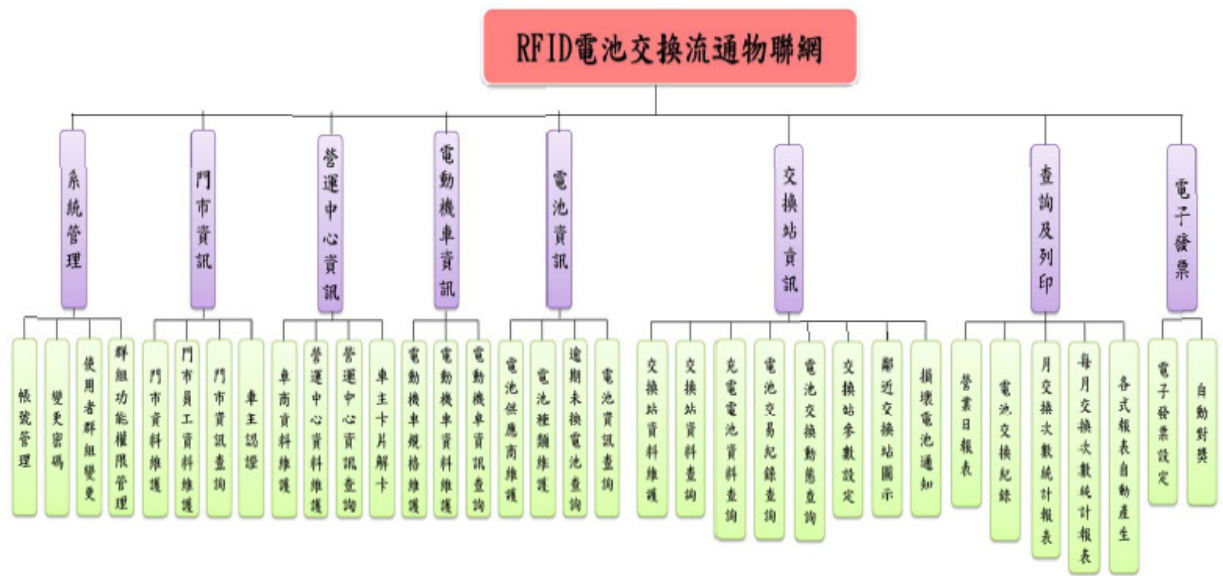 RFID電池交換流通物聯網
系統管理
門市資訊
營運中心資訊
電動機車資訊
電池資訊
交換站資訊
查詢及列印
電子發票
帳號管理
變更密碼
使用者群組變更
群組功能權限管理
門市資料維護
門市員工資料維護
門市資訊查詢
車主認證
車商資料維護
營運中心資料維護
營運中心資訊查詢
車主卡片解卡
電動機車規格維護
電動機車資料維護
電動機車資訊查詢
電池供應商維護
電池種類維護
逾期未換電池查詢
電池資訊查詢
交換站資料維護
交換站資料查詢
充電電池資料查詢
電池交易紀錄查詢
電池交換動態查詢
交換站參數設定
鄰近交換站圖示
損壞電池通知
營業日報表
電池交換紀錄
月交換次數統計報表
每月交換次數統計報表
各式報表自動產生
電子發票設定
自動對獎